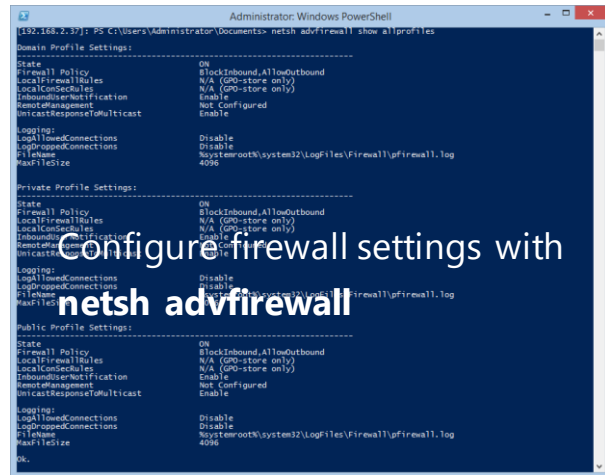 Administrator: Windows PowerShell
[192.168.2.37]: PS C:\Users\Administrator\Documents> netsh advfirewall show allprofiles
Domain Profile Settings:
----------------------------------------------------------------------
State ON
Firewall Policy BlockInbound,AllowOutbound
LocalFirewallRules N/A (GPO-store only)
LocalConSecRules N/A (GPO-store only)
InboundUserNotification Enable
RemoteManagement Not Configured
UnicastResponseToMulticast Enable
Logging:
LogAllowedConnections Disable
LogDroppedConnections Disable
FileName %systemroot%\system32\LogFiles\Firewall\pfirewall.log
MaxFileSize 4096
Private Profile Settings:
----------------------------------------------------------------------
State ON
Firewall Policy BlockInbound,AllowOutbound
LocalFirewallRules N/A (GPO-store only)
LocalConSecRules N/A (GPO-store only)
InboundUserNotification Enable
Configure firewall settings with
Logging:
LogAllowedConnections Disable
LogDroppedConnections Disable
netsh advfirewall
Public Profile Settings:
----------------------------------------------------------------------
State ON
Firewall Policy BlockInbound,AllowOutbound
LocalFirewallRules N/A (GPO-store only)
LocalConSecRules N/A (GPO-store only)
InboundUserNotification Enable
RemoteManagement Not Configured
UnicastResponseToMulticast Enable
Logging:
LogAllowedConnections Disable
LogDroppedConnections Disable
FileName %systemroot%\system32\LogFiles\Firewall\pfirewall.log
MaxFileSize 4096
Ok.